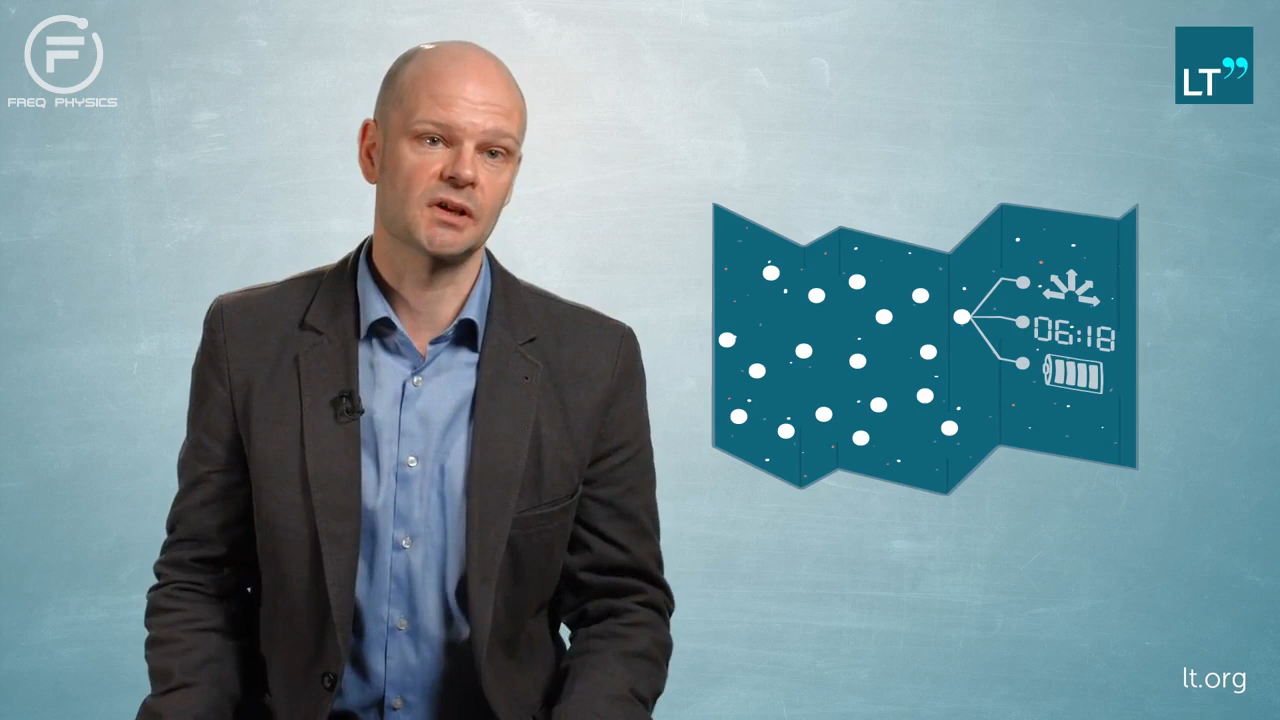 F
FREQ PHYSICS
LT”
06:18
lt.org